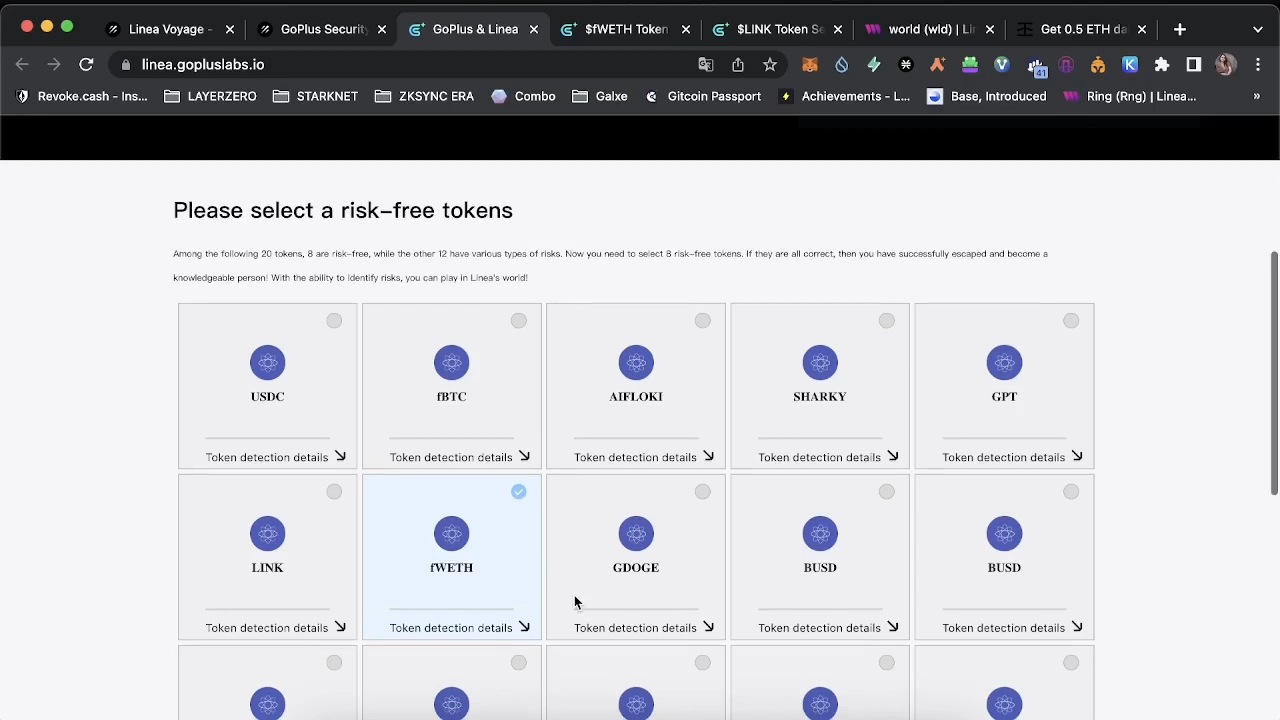 Linea Voyage -
GoPlus Security
GoPlus & Linea
$fWETH Token
$LINK Token Se
world (wld) | Lin
Get 0.5 ETH da
linea.gopluslabs.io
41
Revoke.cash - Ins...
LAYERZERO
STARKNET
ZKSYNC ERA
Combo
Galxe
Gitcoin Passport
Achievements - L...
Base, Introduced
Ring (Rng) | Linea...
Please select a risk-free tokens
Among the following 20 tokens, 8 are risk-free, while the other 12 have various types of risks. Now you need to select 8 risk-free tokens. If they are all correct, then you have successfully escaped and become a
knowledgeable person! With the ability to identify risks, you can play in Linea's world!
USDC
fBTC
AIFLOKI
SHARKY
GPT
Token detection details
Token detection details
Token detection details
Token detection details
Token detection details
LINK
fWETH
GDOGE
BUSD
BUSD
Token detection details
Token detection details
Token detection details
Token detection details
Token detection details